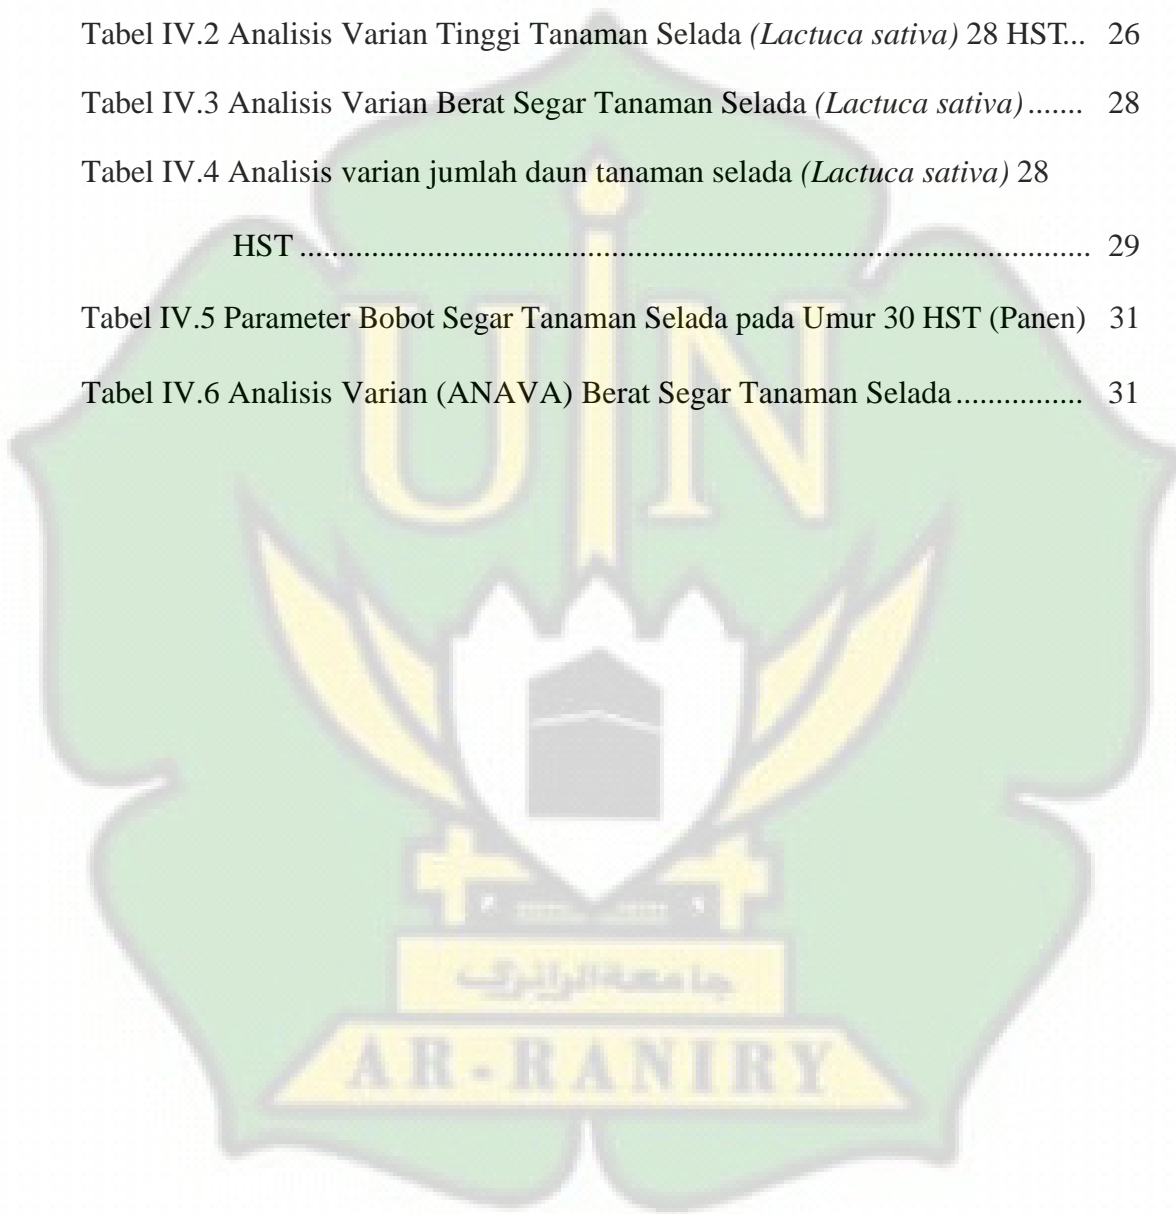 Tabel IV.2 Analisis Varian Tinggi Tanaman Selada (Lactuca sativa) 28 HST... 26
Tabel IV.3 Analisis Varian Berat Segar Tanaman Selada (Lactuca sativa) ....... 28
Tabel IV.4 Analisis varian jumlah daun tanaman selada (Lactuca sativa) 28
HST .................................................................................... 29
Tabel IV.5 Parameter Bobot Segar Tanaman Selada pada Umur 30 HST (Panen) 31
Tabel IV.6 Analisis Varian (ANAVA) Berat Segar Tanaman Selada ............... 31
UIN
جامعة الرانري
AR-RANIRY